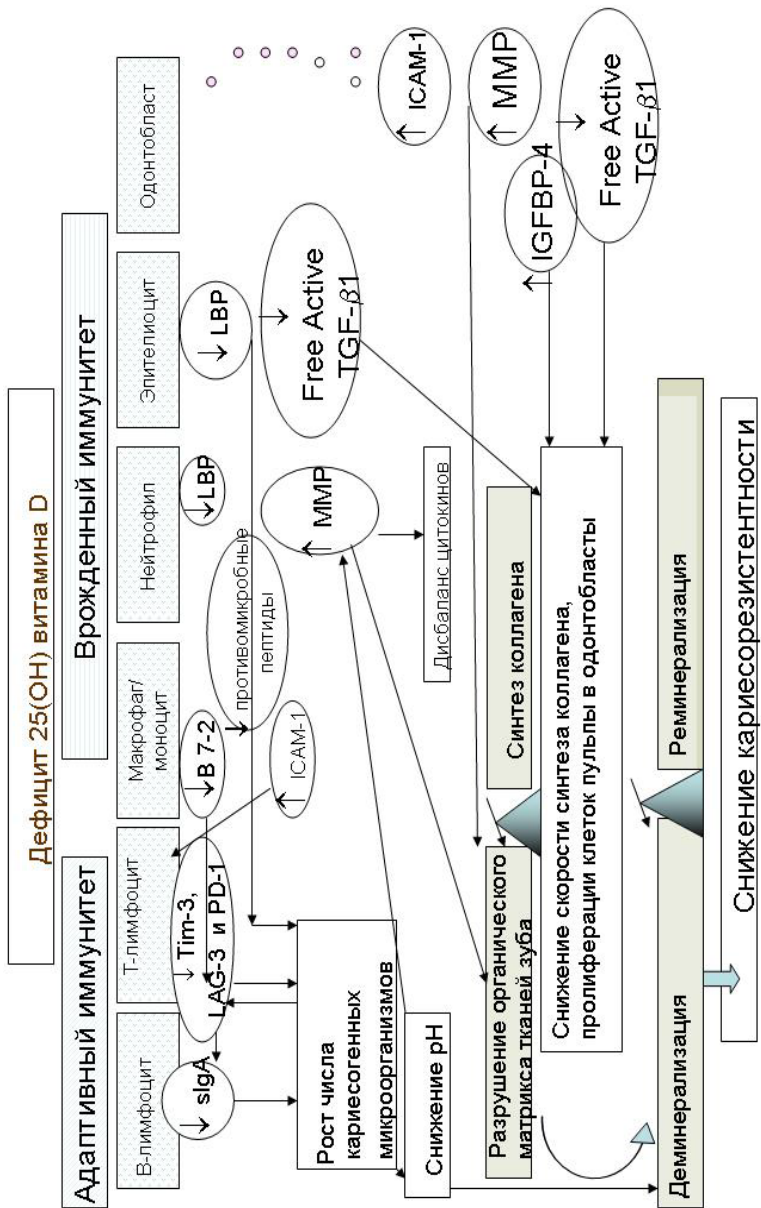 Дефицит 25(ОН) витамина D
Адаптивный иммунитет
Врожденный иммунитет
В-лимфоцит
Т-лимфоцит
Макрофаг/
моноцит
Нейтрофил
Эпителиоцит
Одонтобласт
↓ sIgA
↓ Tim-3,
LAG-3 и PD-1
↓ B 7-2
↑ ICAM-1
противомикробные
пептиды
↓
↓ LBP
↓ LBP
↓
Free Active
TGF-β1
↑ MMP
↑ ICAM-1
↑ MMP
↑ IGFBP-4
↓
Free Active
TGF-β1
Рост числа
кариесогенных
микроорганизмов
Дисбаланс цитокинов
Снижение рН
Разрушение органического
матрикса тканей зуба
Синтез коллагена
Снижение скорости синтеза коллагена,
пролиферации клеток пульпы в одонтобласты
Деминерализация
Реминерализация
Снижение кариесорезистентности